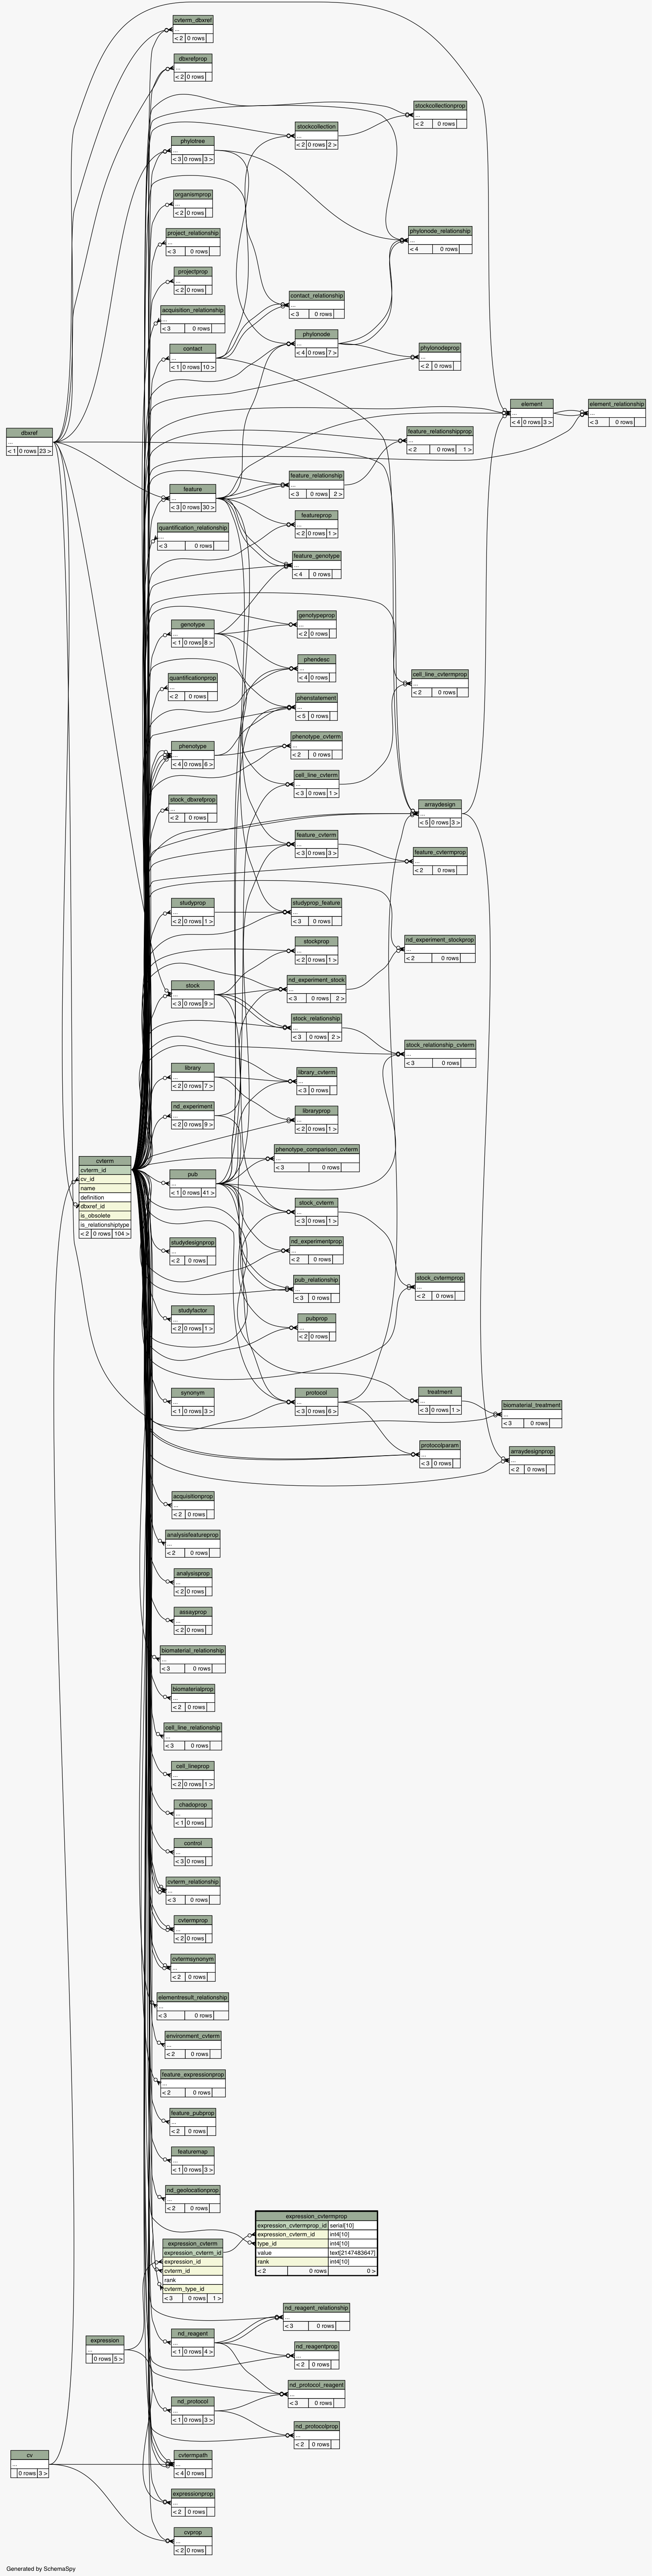 cvterm_dbxref
...
< 2 0 rows
dbxrefprop
...
< 2 0 rows
stockcollectionprop
...
< 2 0 rows
stockcollection
...
< 2 0 rows 2 >
phylotree
...
< 3 0 rows 3 >
organismprop
...
< 2 0 rows
project_relationship
...
< 3 0 rows
phylonode_relationship
...
< 4 0 rows
projectprop
...
< 2 0 rows
contact_relationship
...
< 3 0 rows
acquisition_relationship
...
< 3 0 rows
phylonode
...
< 4 0 rows 7 >
contact
...
< 1 0 rows 10 >
phylonodeprop
...
< 2 0 rows
element
...
< 4 0 rows 3 >
element_relationship
...
< 3 0 rows
dbxref
...
< 1 0 rows 23 >
feature_relationshipprop
...
< 2 0 rows 1 >
feature_relationship
...
< 3 0 rows 2 >
feature
...
< 3 0 rows 30 >
featureprop
...
< 2 0 rows 1 >
quantification_relationship
...
< 3 0 rows
feature_genotype
...
< 4 0 rows
genotypeprop
...
< 2 0 rows
genotype
...
< 1 0 rows 8 >
phendesc
...
< 4 0 rows
quantificationprop
...
< 2 0 rows
cell_line_cvtermprop
...
< 2 0 rows
phenstatement
...
< 5 0 rows
phenotype_cvterm
...
< 2 0 rows
phenotype
...
< 4 0 rows 6 >
cell_line_cvterm
...
< 3 0 rows 1 >
stock_dbxrefprop
...
< 2 0 rows
arraydesign
...
< 5 0 rows 3 >
feature_cvterm
...
< 3 0 rows 3 >
feature_cvtermprop
...
< 2 0 rows
studyprop
...
< 2 0 rows 1 >
studyprop_feature
...
< 3 0 rows
stockprop
...
< 2 0 rows 1 >
nd_experiment_stockprop
...
< 2 0 rows
nd_experiment_stock
...
< 3 0 rows 2 >
stock
...
< 3 0 rows 9 >
stock_relationship
...
< 3 0 rows 2 >
stock_relationship_cvterm
...
< 3 0 rows
library
...
< 2 0 rows 7 >
library_cvterm
...
< 3 0 rows
nd_experiment
...
< 2 0 rows 9 >
libraryprop
...
< 2 0 rows 1 >
phenotype_comparison_cvterm
...
< 3 0 rows
cvterm
cvterm_id
cv_id
name
definition
dbxref_id
is_obsolete
is_relationshiptype
< 2 0 rows 104 >
pub
...
< 1 0 rows 41 >
stock_cvterm
...
< 3 0 rows 1 >
studydesignprop
...
< 2 0 rows
nd_experimentprop
...
< 2 0 rows
stock_cvtermprop
...
< 2 0 rows
pub_relationship
...
< 3 0 rows
studyfactor
...
< 2 0 rows 1 >
pubprop
...
< 2 0 rows
synonym
...
< 1 0 rows 3 >
protocol
...
< 3 0 rows 6 >
treatment
...
< 3 0 rows 1 >
biomaterial_treatment
...
< 3 0 rows
protocolparam
...
< 3 0 rows
arraydesignprop
...
< 2 0 rows
acquisitionprop
...
< 2 0 rows
analysisfeatureprop
...
< 2 0 rows
analysisprop
...
< 2 0 rows
assayprop
...
< 2 0 rows
biomaterial_relationship
...
< 3 0 rows
biomaterialprop
...
< 2 0 rows
cell_line_relationship
...
< 3 0 rows
cell_lineprop
...
< 2 0 rows 1 >
chadoprop
...
< 1 0 rows
control
...
< 3 0 rows
cvterm_relationship
...
< 3 0 rows
cvtermprop
...
< 2 0 rows
cvtermsynonym
...
< 2 0 rows
elementresult_relationship
...
< 3 0 rows
environment_cvterm
...
< 2 0 rows
feature_expressionprop
...
< 2 0 rows
feature_pubprop
...
< 2 0 rows
featuremap
...
< 1 0 rows 3 >
nd_geolocationprop
...
< 2 0 rows
expression_cvtermprop
expression_cvtermprop_id serial[10]
expression_cvterm_id int4[10]
type_id int4[10]
value text[2147483647]
rank int4[10]
< 2 0 rows 0 >
expression_cvterm
expression_cvterm_id
expression_id
cvterm_id
rank
cvterm_type_id
< 3 0 rows 1 >
nd_reagent_relationship
...
< 3 0 rows
expression
...
0 rows 5 >
nd_reagent
...
< 1 0 rows 4 >
nd_reagentprop
...
< 2 0 rows
nd_protocol_reagent
...
< 3 0 rows
nd_protocol
...
< 1 0 rows 3 >
nd_protocolprop
...
< 2 0 rows
cv
...
0 rows 3 >
cvtermpath
...
< 4 0 rows
expressionprop
...
< 2 0 rows
cvprop
...
< 2 0 rows
Generated by SchemaSpy